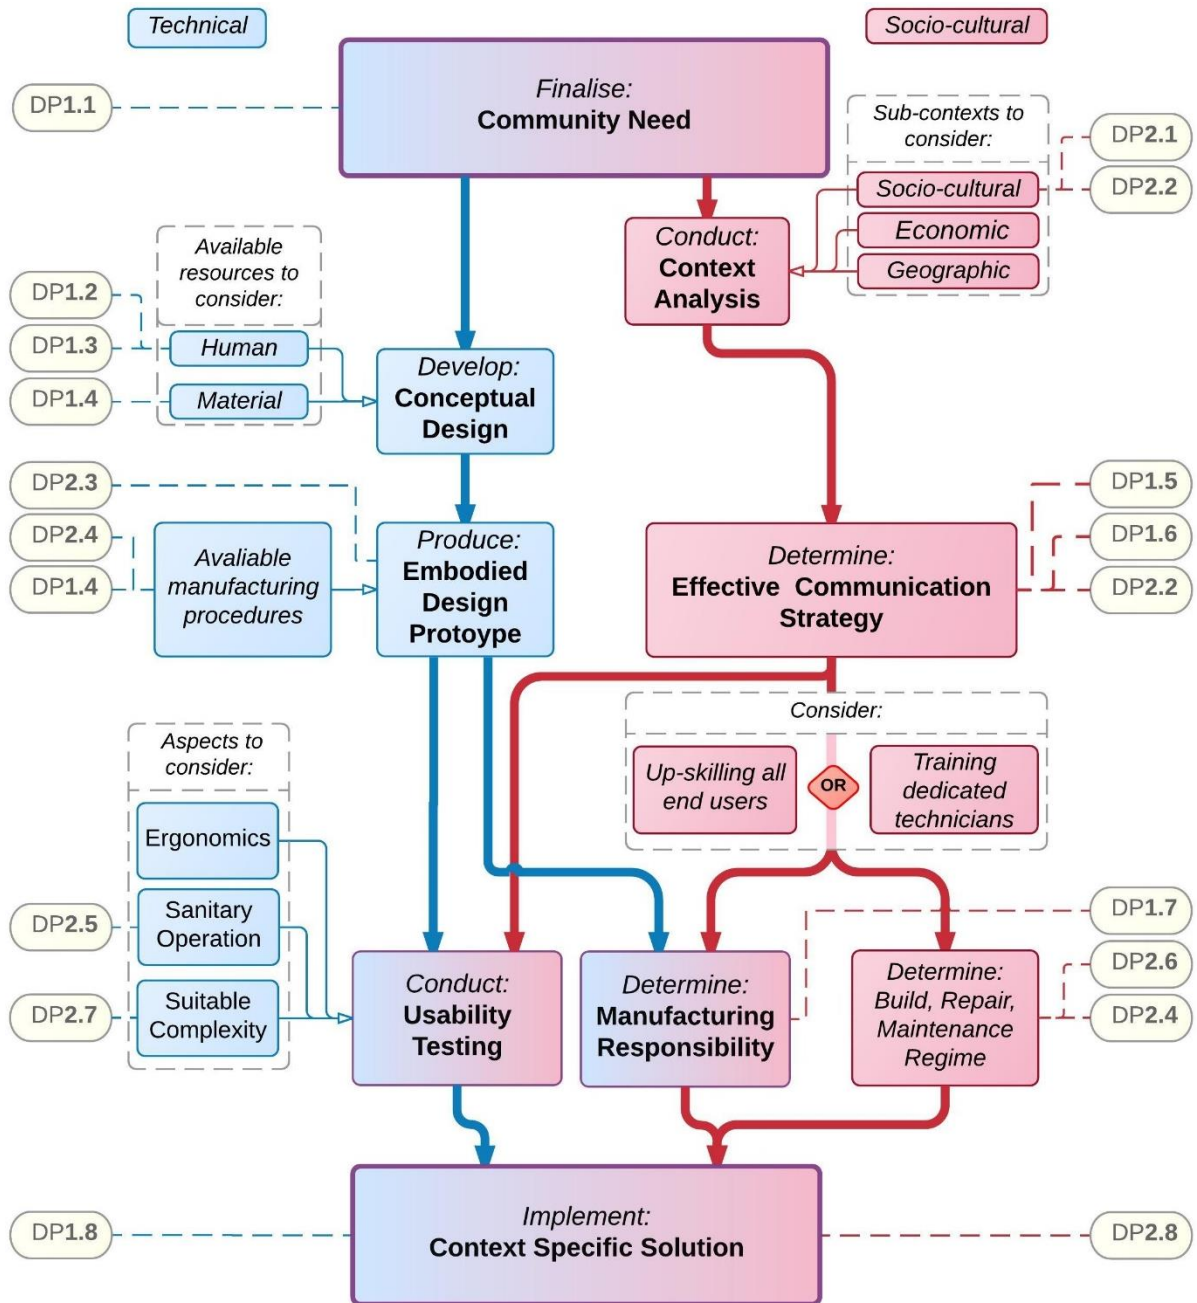 Technical
Socio-cultural
Finalise:
Community Need
DP1.1
Sub-contexts to
consider:
Socio-cultural
Economic
Geographic
DP2.1
DP2.2
Conduct:
Context
Analysis
Available
resources to
consider:
Human
Material
DP1.2
DP1.3
DP1.4
Develop:
Conceptual
Design
DP2.3
DP2.4
DP1.4
Avaliable
manufacturing
procedures
Produce:
Embodied
Design
Protoype
Determine:
Effective Communication
Strategy
DP1.5
DP1.6
DP2.2
Consider:
Up-skilling all
end users
OR
Training
dedicated
technicians
Aspects to
consider:
Ergonomics
Sanitary
Operation
Suitable
Complexity
DP2.5
DP2.7
Conduct:
Usability
Testing
Determine:
Manufacturing
Responsibility
Determine:
Build, Repair,
Maintenance
Regime
DP1.7
DP2.6
DP2.4
DP1.8
Implement:
Context Specific Solution
DP2.8